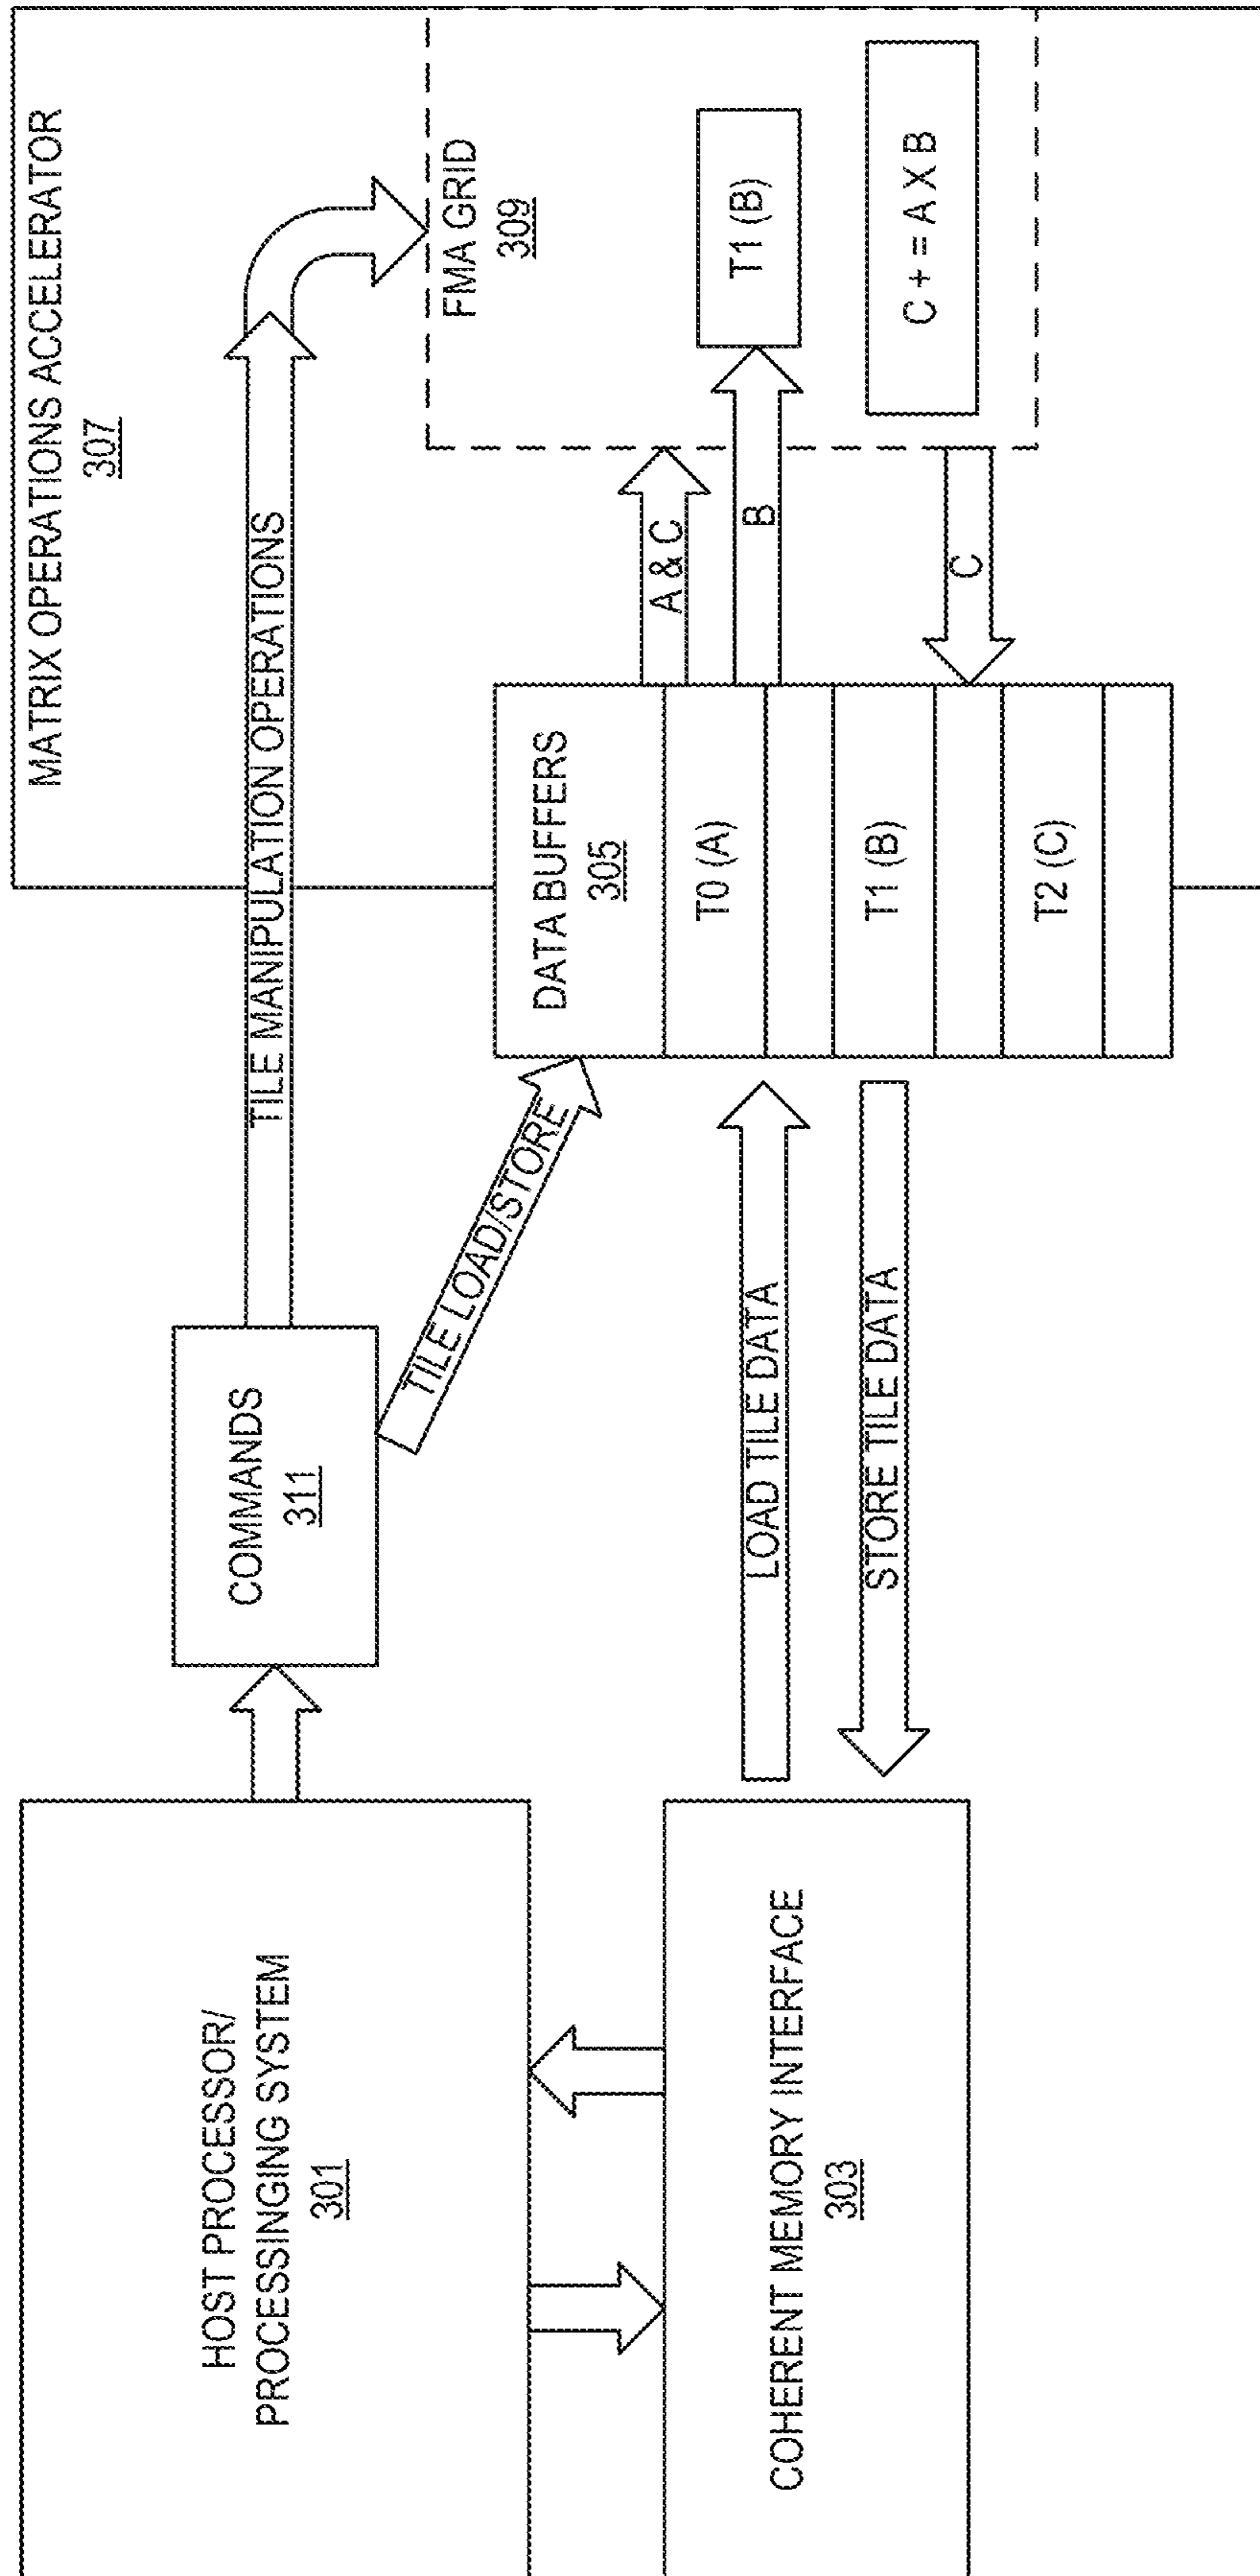 HOST PROCESSOR/
PROCESSINGING SYSTEM
301
COHERENT MEMORY INTERFACE
303
COMMANDS
311
TILE MANIPULATION OPERATIONS
TILE LOAD/STORE
LOAD TILE DATA
STORE TILE DATA
DATA BUFFERS
305
T0 (A)
T1 (B)
T2 (C)
MATRIX OPERATIONS ACCELERATOR
307
A & C
B
C
FMA GRID
309
T1 (B)
C + = A X B